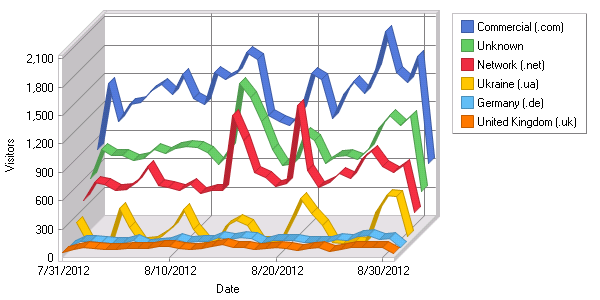 Commercial (.com)
Unknown
Network (.net)
Ukraine (.ua)
Germany (.de)
United Kingdom (.uk)
Visitors
2,100
1,800
1,500
1,200
900
600
300
0
7/31/2012
8/10/2012
8/20/2012
8/30/2012
Date